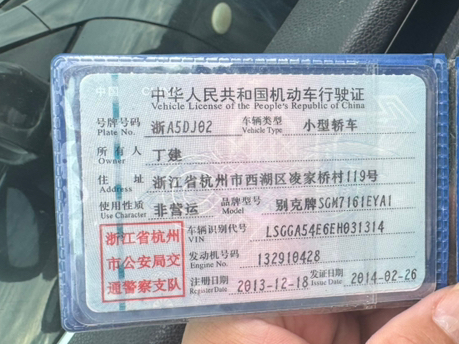 中华人民共和国机动车行驶证
Vehicle License of the People's Republic of China
号牌号码 浙A5DJ02 车辆类型 小型轿车
Plate No. Vehicle Type
所有人 丁建
Owner
住址 浙江省杭州市西湖区凌家桥村119号
Address
使用性质 非营运 品牌型号 别克牌SGM7161EYA1
Use Character Model
浙江省杭州
市公安局交
通警察支队
车辆识别代号 LSGGA54E6EH031314
VIN
发动机号码 132910428
Engine No.
注册日期 2013-12-18 发证日期 2014-02-26
Register Date Issue Date